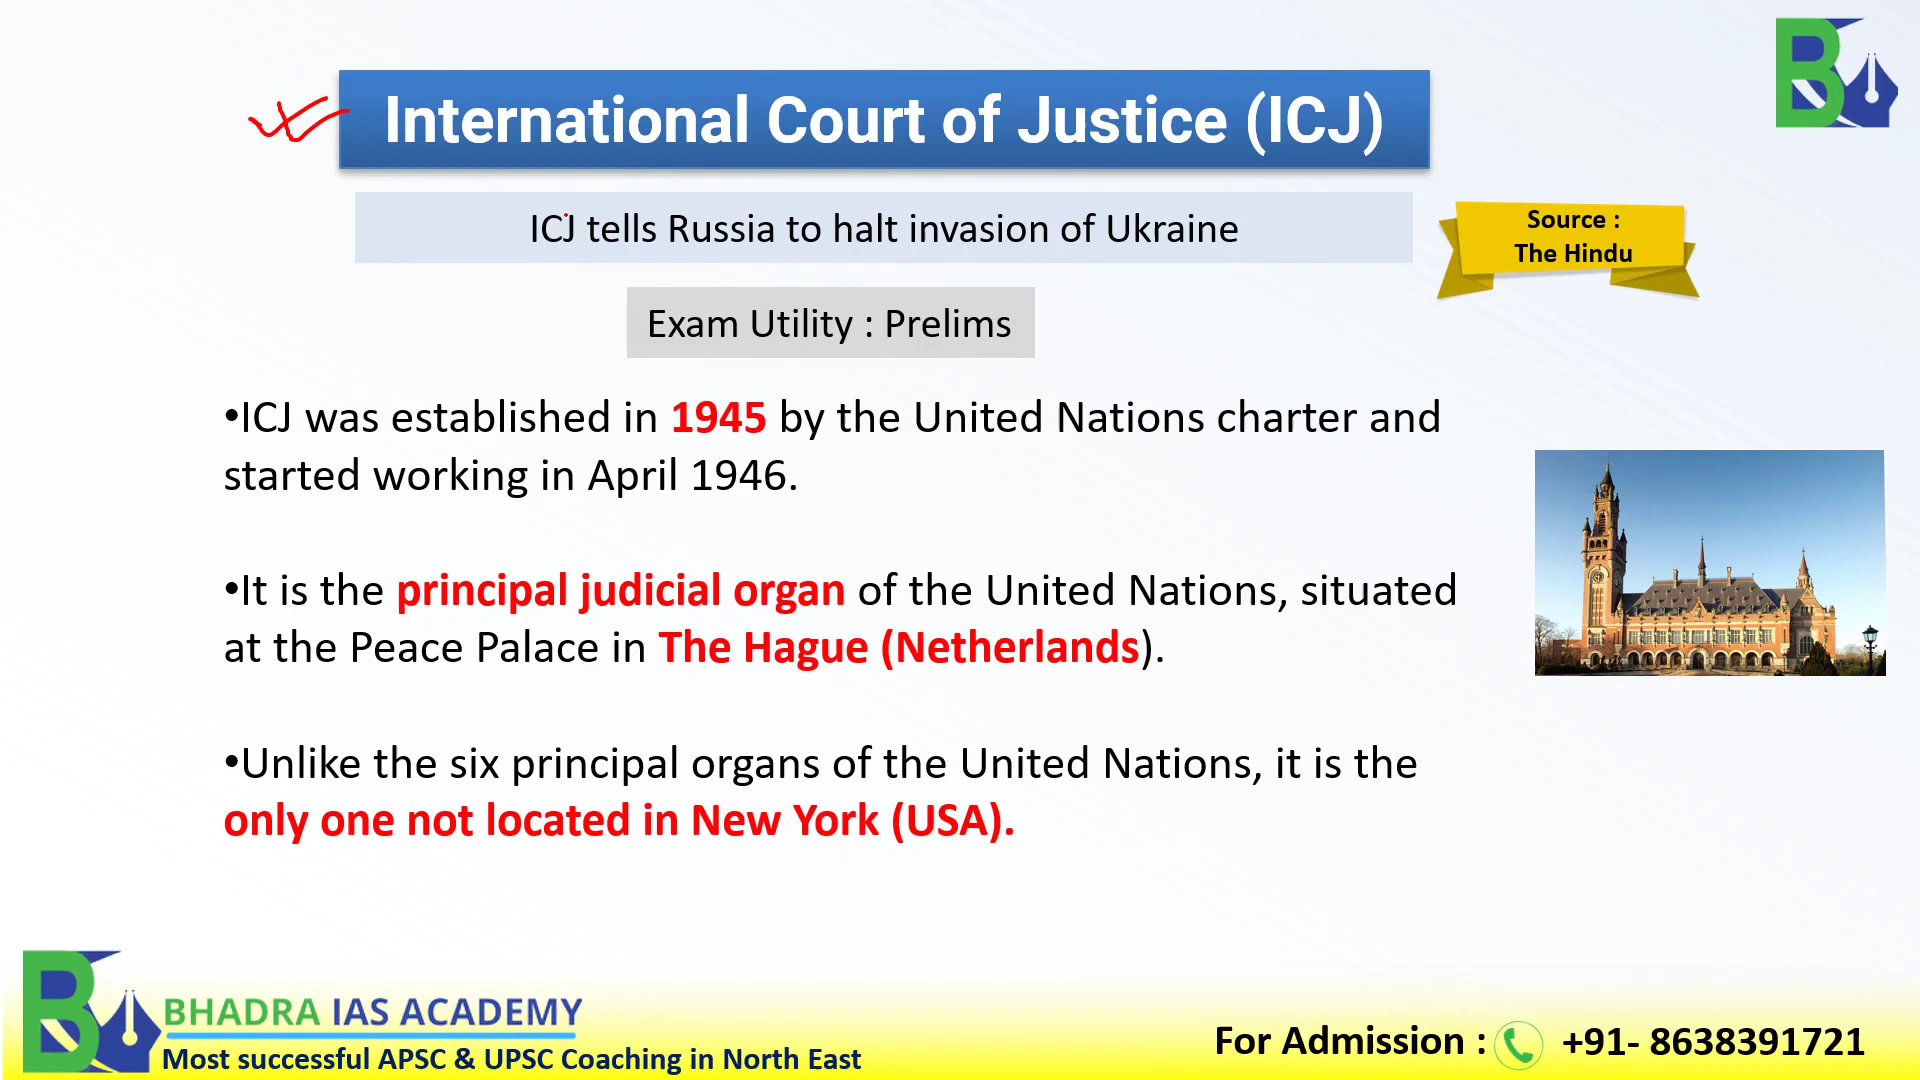 International Court of Justice (ICJ)
ICJ tells Russia to halt invasion of Ukraine
Source :
The Hindu
Exam Utility : Prelims
•ICJ was established in 1945 by the United Nations charter and
started working in April 1946.
•It is the principal judicial organ of the United Nations, situated
at the Peace Palace in The Hague (Netherlands).
•Unlike the six principal organs of the United Nations, it is the
only one not located in New York (USA).
BHADRA IAS ACADEMY
Most successful APSC & UPSC Coaching in North East
For Admission : +91- 8638391721